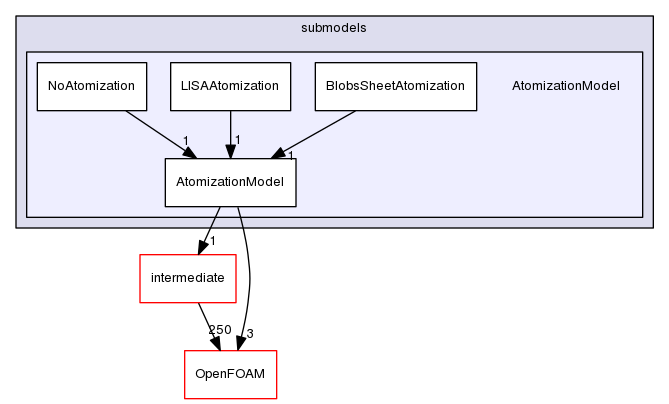 submodels
NoAtomization
LISAAtomization
BlobsSheetAtomization
AtomizationModel
1
1
1
AtomizationModel
1
intermediate
250
3
OpenFOAM